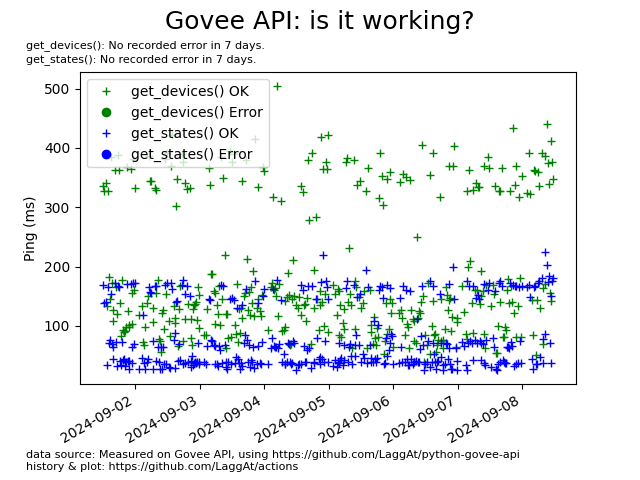 Govee API: is it working?
get_devices(): No recorded error in 7 days.
get_states(): No recorded error in 7 days.
500
400
300
200
100
Ping (ms)
get_devices() OK
get_devices() Error
get_states() OK
get_states() Error
2024-09-02
2024-09-03
2024-09-04
2024-09-05
2024-09-06
2024-09-07
2024-09-08
data source: Measured on Govee API, using https://github.com/LaggAt/python-govee-api
history & plot: https://github.com/LaggAt/actions